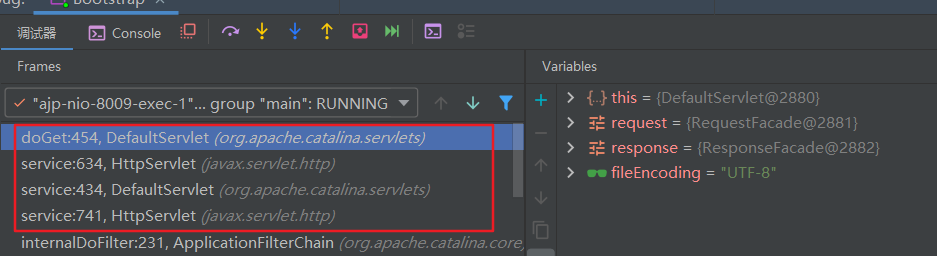 Bootstrap
调试器
Console
Frames
Variables
"ajp-nio-8009-exec-1"... group "main": RUNNING
doGet:454, DefaultServlet (org.apache.catalina.servlets)
service:634, HttpServlet (javax.servlet.http)
service:434, DefaultServlet (org.apache.catalina.servlets)
service:741, HttpServlet (javax.servlet.http)
internalDoFilter:231, ApplicationFilterChain (org.apache.catalina.core)
{...} this = {DefaultServlet@2880}
request = {RequestFacade@2881}
response = {ResponseFacade@2882}
fileEncoding = "UTF-8"